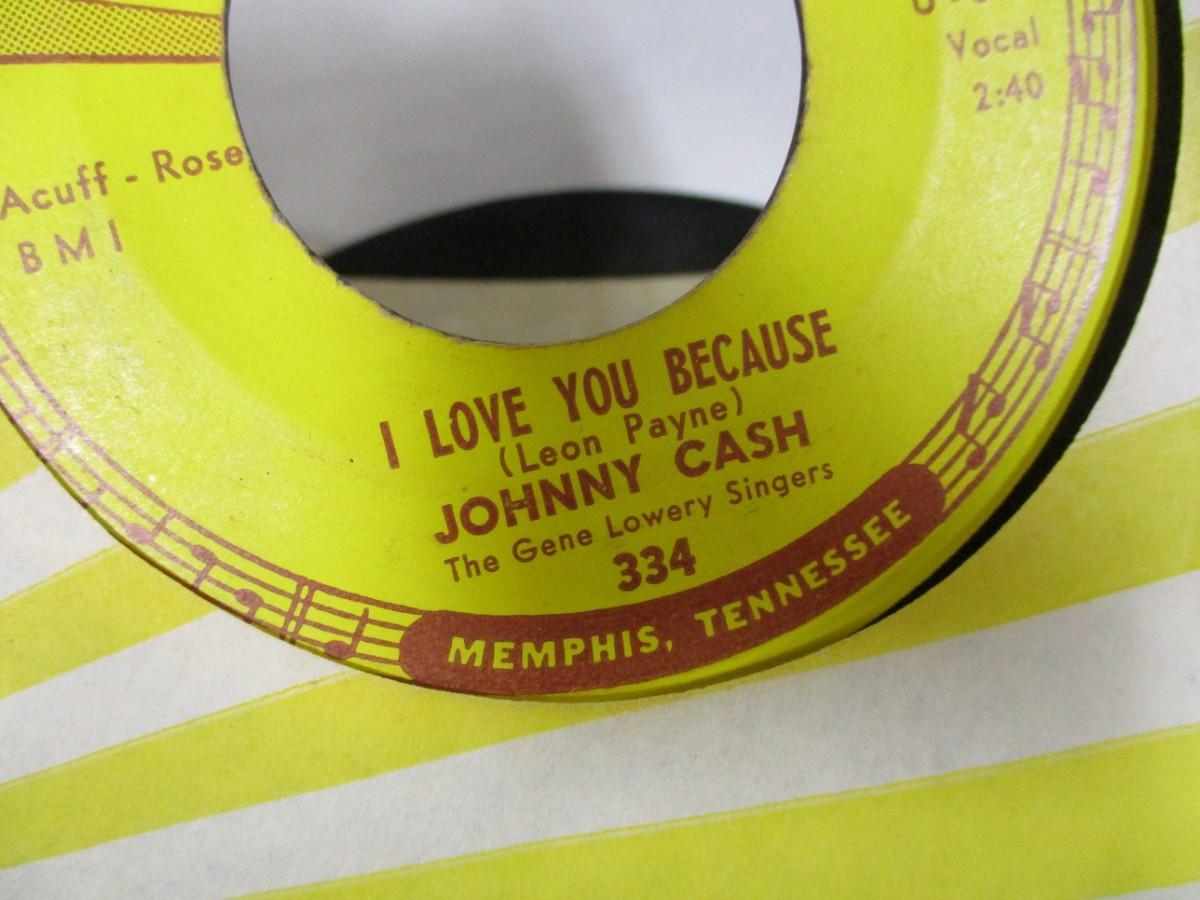 Vocal
2:40
Acuff - Rose
BMI
I LOVE YOU BECAUSE
(Leon Payne)
JOHNNY CASH
The Gene Lowery Singers
334
MEMPHIS, TENNESSEE